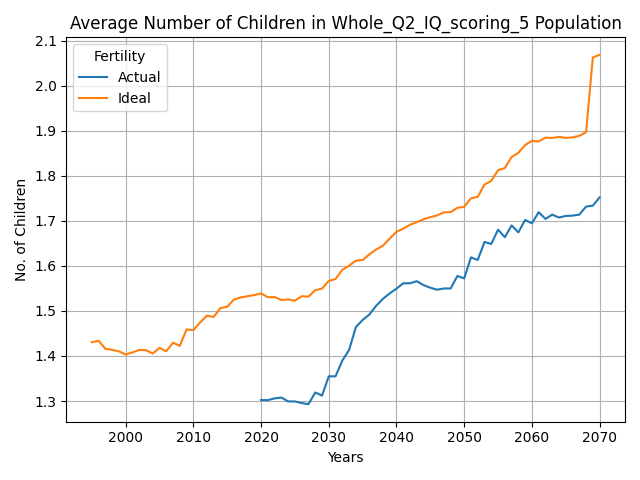 Average Number of Children in Whole_Q2_IQ_scoring_5 Population
2.1
2.0
1.9
1.8
1.7
1.6
1.5
1.4
1.3
No. of Children
Fertility
Actual
Ideal
2000 2010 2020 2030 2040 2050 2060 2070
Years